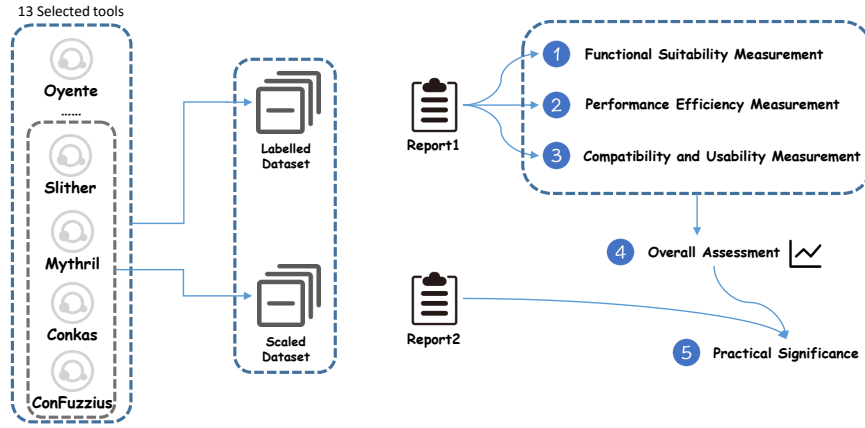 13 Selected tools
Oyente
......
Slither
Mythril
Conkas
ConFuzzius
Labelled
Dataset
Scaled
Dataset
Report1
Report2
1 Functional Suitability Measurement
2 Performance Efficiency Measurement
3 Compatibility and Usability Measurement
4 Overall Assessment
5 Practical Significance